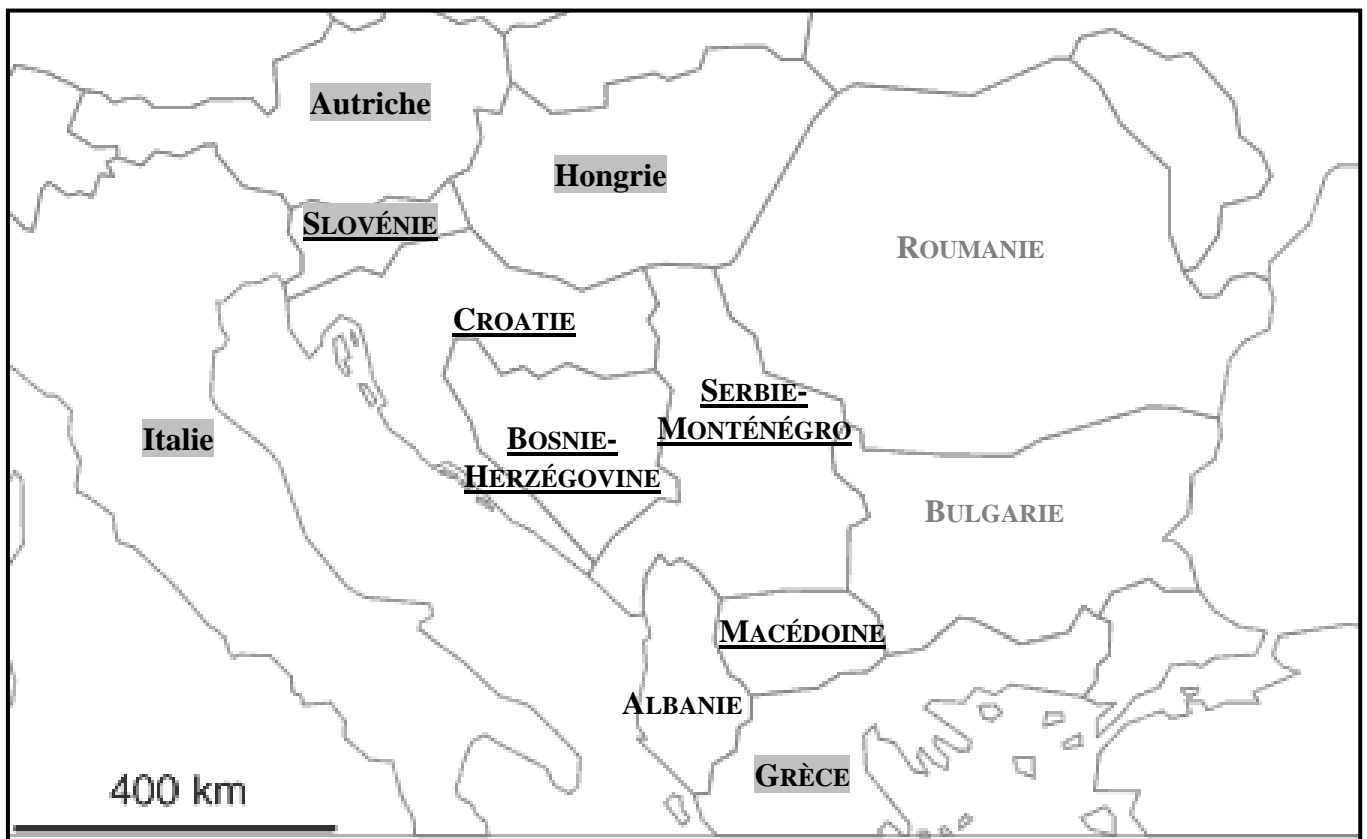 Autriche
Hongrie
SLOVÉNIE
ROUMANIE
CROATIE
SERBIE-
MONTÉNÉGRO
Italie
BOSNIE-
HERZÉGOVINE
BULGARIE
MACÉDOINE
ALBANIE
GRÈCE
400 km